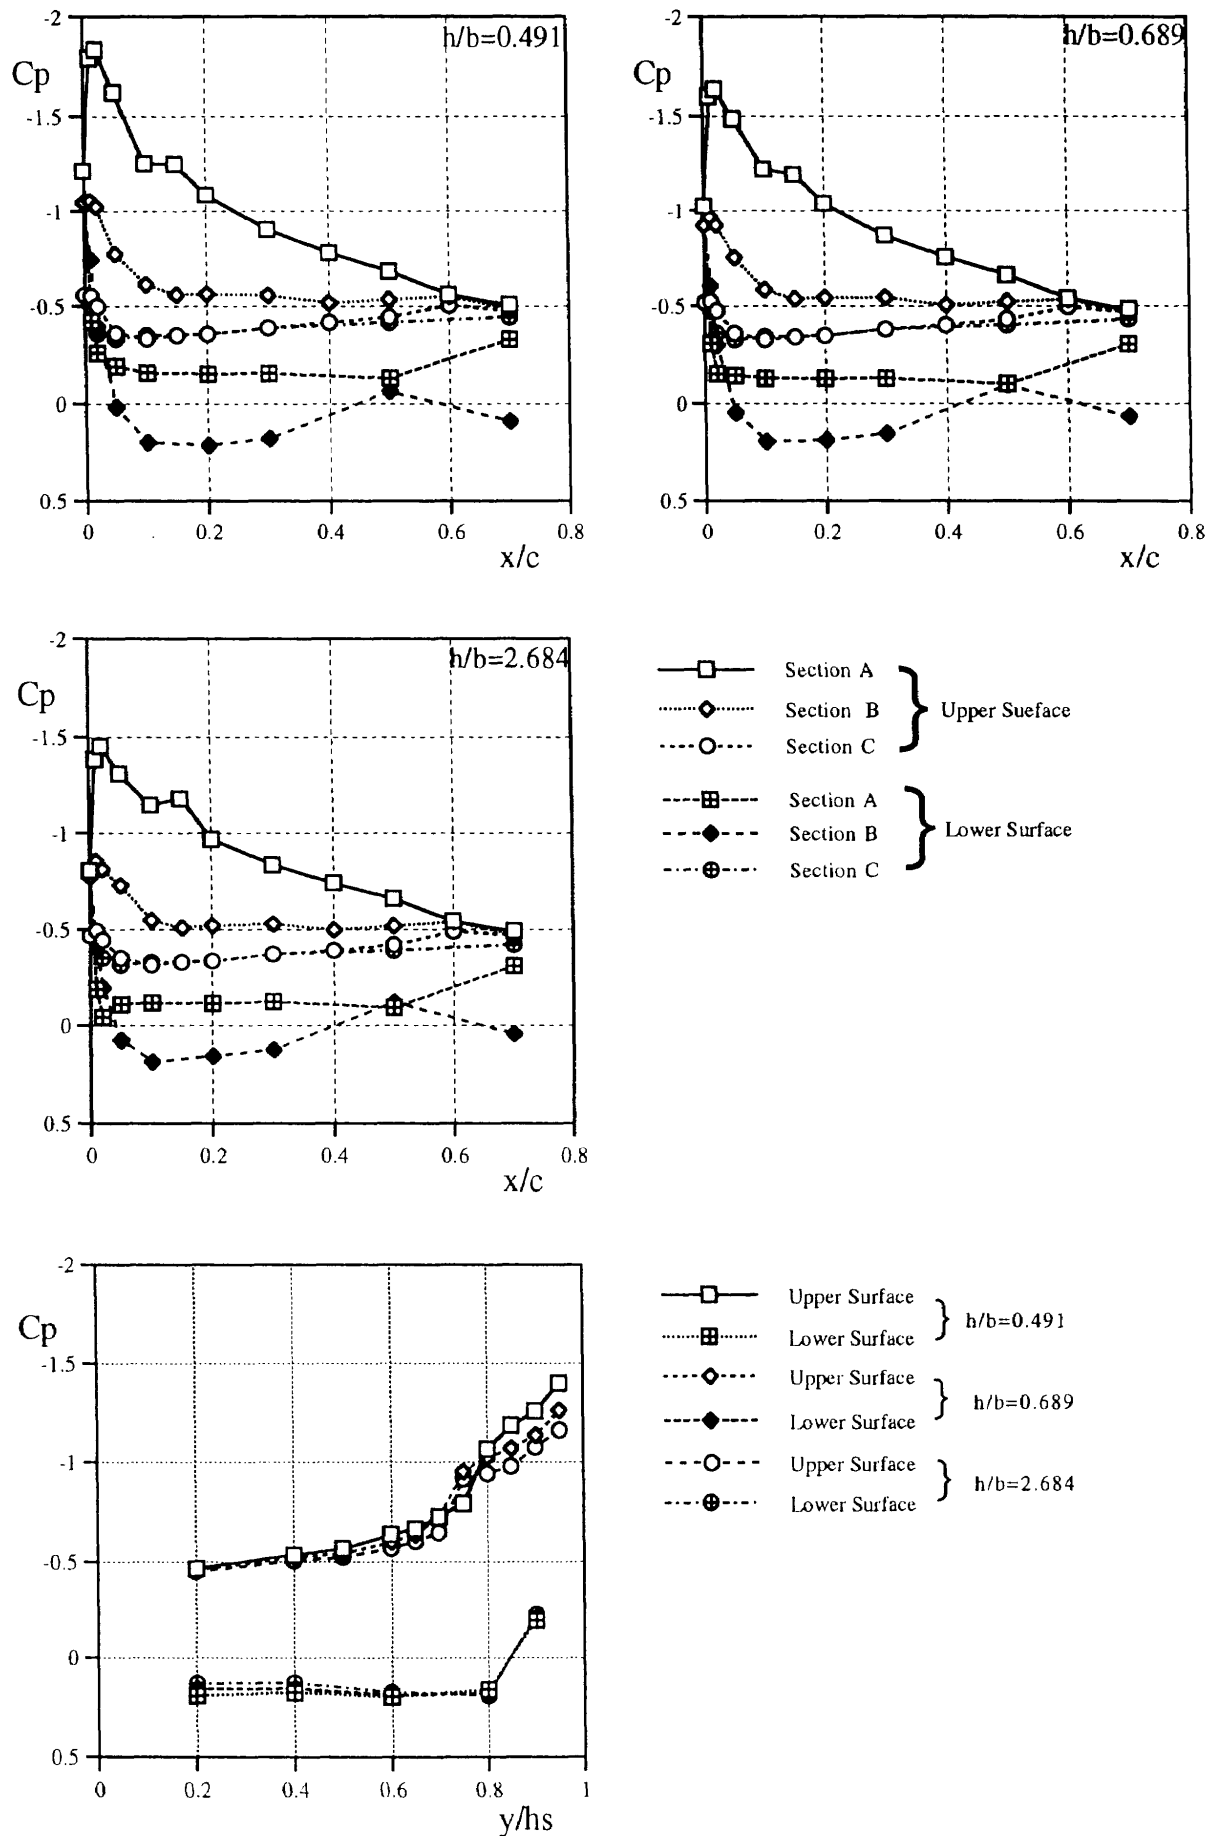 -2
h/b=0.491
Cp
-1.5
-1
-0.5
0
0.5
0 0.2 0.4 0.6 0.8
x/c
-2
h/b=0.689
Cp
-1.5
-1
-0.5
0
0.5
0 0.2 0.4 0.6 0.8
x/c
-2
h/b=2.684
Cp
-1.5
-1
-0.5
0
0.5
0 0.2 0.4 0.6 0.8
x/c
Section A
Section B
Section C
Upper Sueface
Section A
Section B
Section C
Lower Surface
-2
Cp
-1.5
-1
-0.5
0
0.5
0 0.2 0.4 0.6 0.8 1
y/hs
Upper Surface
Lower Surface
h/b=0.491
Upper Surface
Lower Surface
h/b=0.689
Upper Surface
Lower Surface
h/b=2.684